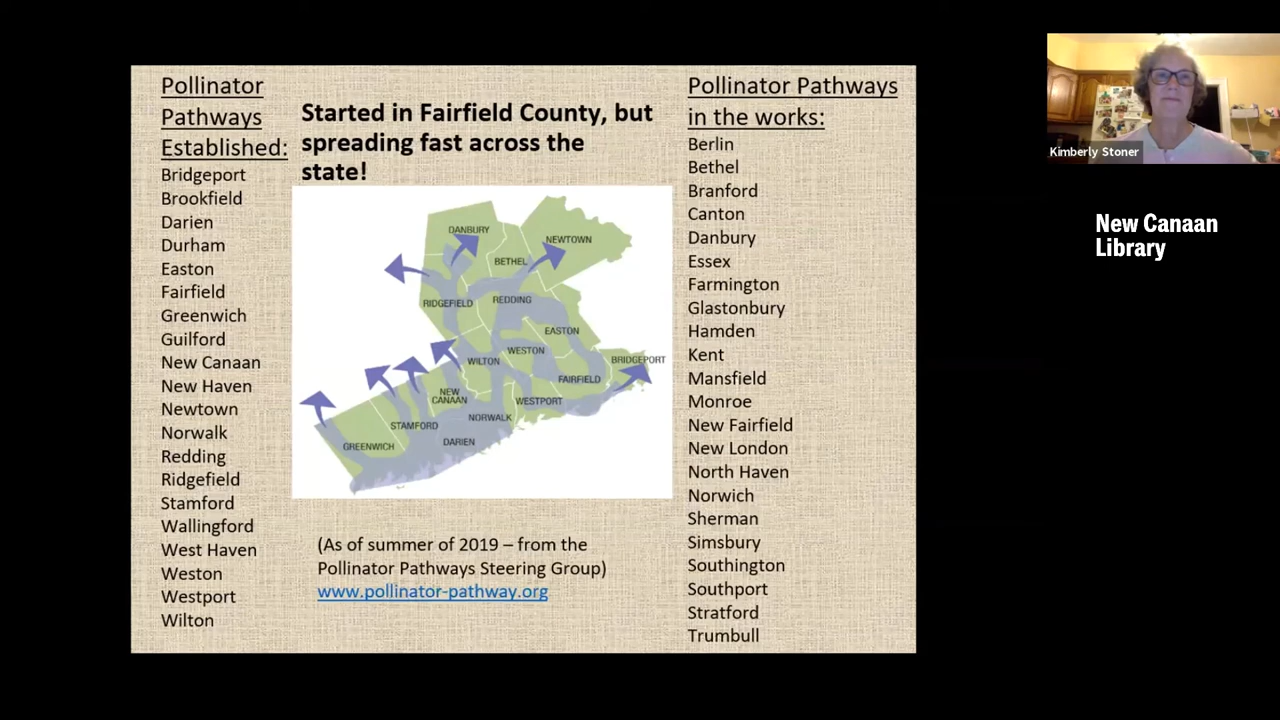 Pollinator
Pathways
Established:
Bridgeport
Brookfield
Darien
Durham
Easton
Fairfield
Greenwich
Guilford
New Canaan
New Haven
Newtown
Norwalk
Redding
Ridgefield
Stamford
Wallingford
West Haven
Weston
Westport
Wilton
Started in Fairfield County, but
spreading fast across the
state!
DANBURY
NEWTOWN
BETHEL
RIDGEFIELD
REDDING
EASTON
WESTON
WILTON
BRIDGEPORT
FAIRFIELD
NEW
CANAAN
WESTPORT
NORWALK
STAMFORD
DARIEN
GREENWICH
(As of summer of 2019 – from the
Pollinator Pathways Steering Group)
www.pollinator-pathway.org
Pollinator Pathways
in the works:
Berlin
Bethel
Branford
Canton
Danbury
Essex
Farmington
Glastonbury
Hamden
Kent
Mansfield
Monroe
New Fairfield
New London
North Haven
Norwich
Sherman
Simsbury
Southington
Southport
Stratford
Trumbull
Kimberly Stoner
New Canaan
Library